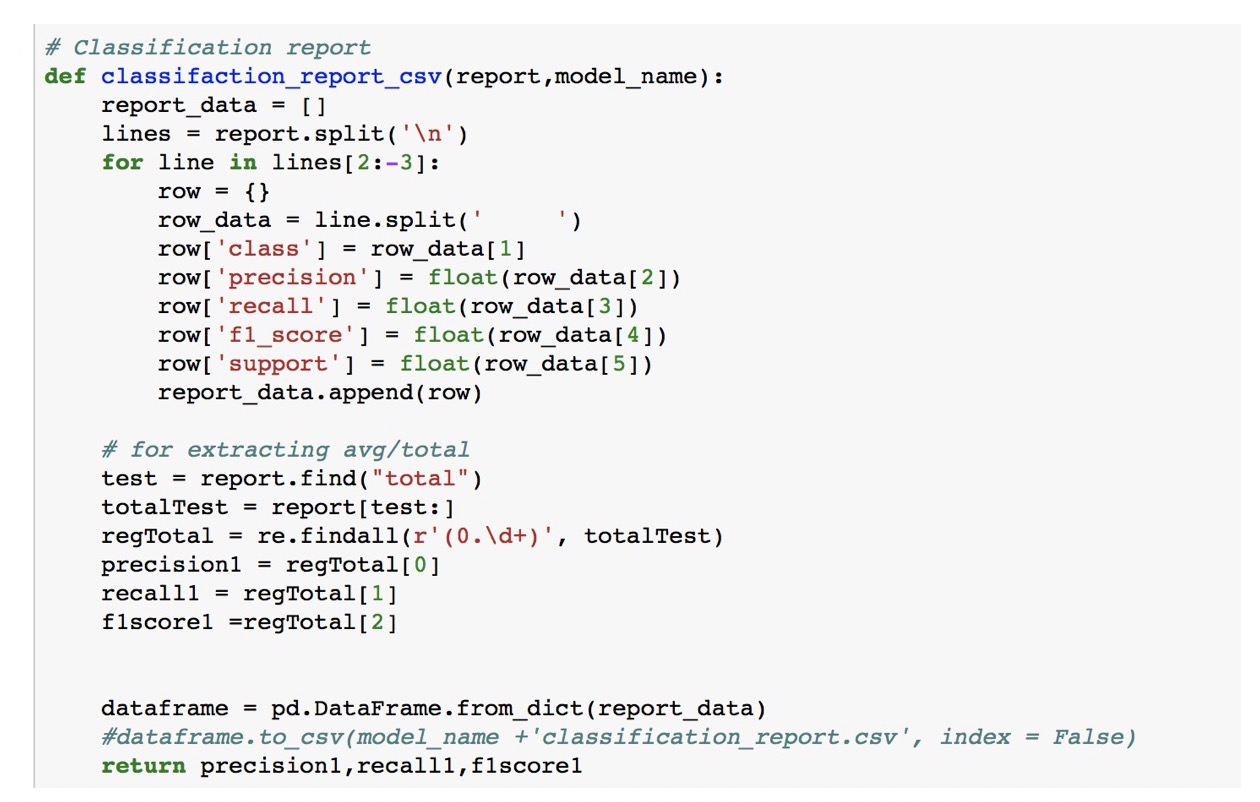 # Classification report
def classifaction_report_csv(report,model_name):
    report_data = []
    lines = report.split('\n')
    for line in lines[2:-3]:
        row = {}
        row_data = line.split('      ')
        row['class'] = row_data[1]
        row['precision'] = float(row_data[2])
        row['recall'] = float(row_data[3])
        row['f1_score'] = float(row_data[4])
        row['support'] = float(row_data[5])
        report_data.append(row)

    # for extracting avg/total
    test = report.find("total")
    totalTest = report[test:]
    regTotal = re.findall(r'(0.\d+)', totalTest)
    precision1 = regTotal[0]
    recall1 = regTotal[1]
    f1score1 =regTotal[2]


    dataframe = pd.DataFrame.from_dict(report_data)
    #dataframe.to_csv(model_name +'classification_report.csv', index = False)
    return precision1,recall1,f1score1